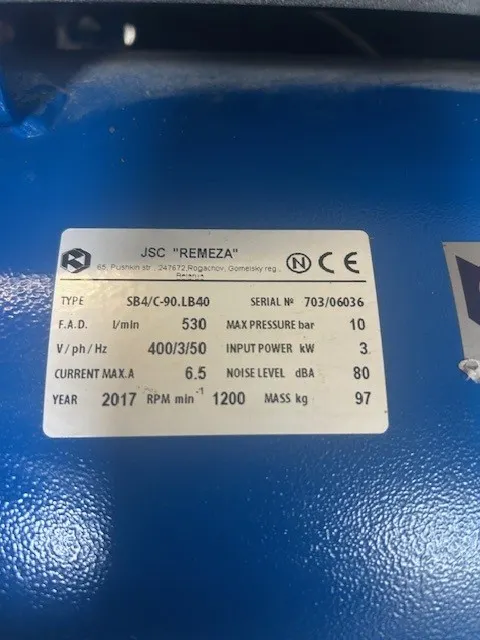 JSC "REMEZA"
65, Pushkin str., 247672, Rogachov, Gomelsky reg.,
Belarus
N CE
TYPE SB4/C-90.LB40 SERIAL № 703/06036
F.A.D. l/min 530 MAX PRESSURE bar 10
V/ph/Hz 400/3/50 INPUT POWER kW 3
CURRENT MAX.A 6.5 NOISE LEVEL dBA 80
YEAR 2017 RPM min⁻¹ 1200 MASS kg 97